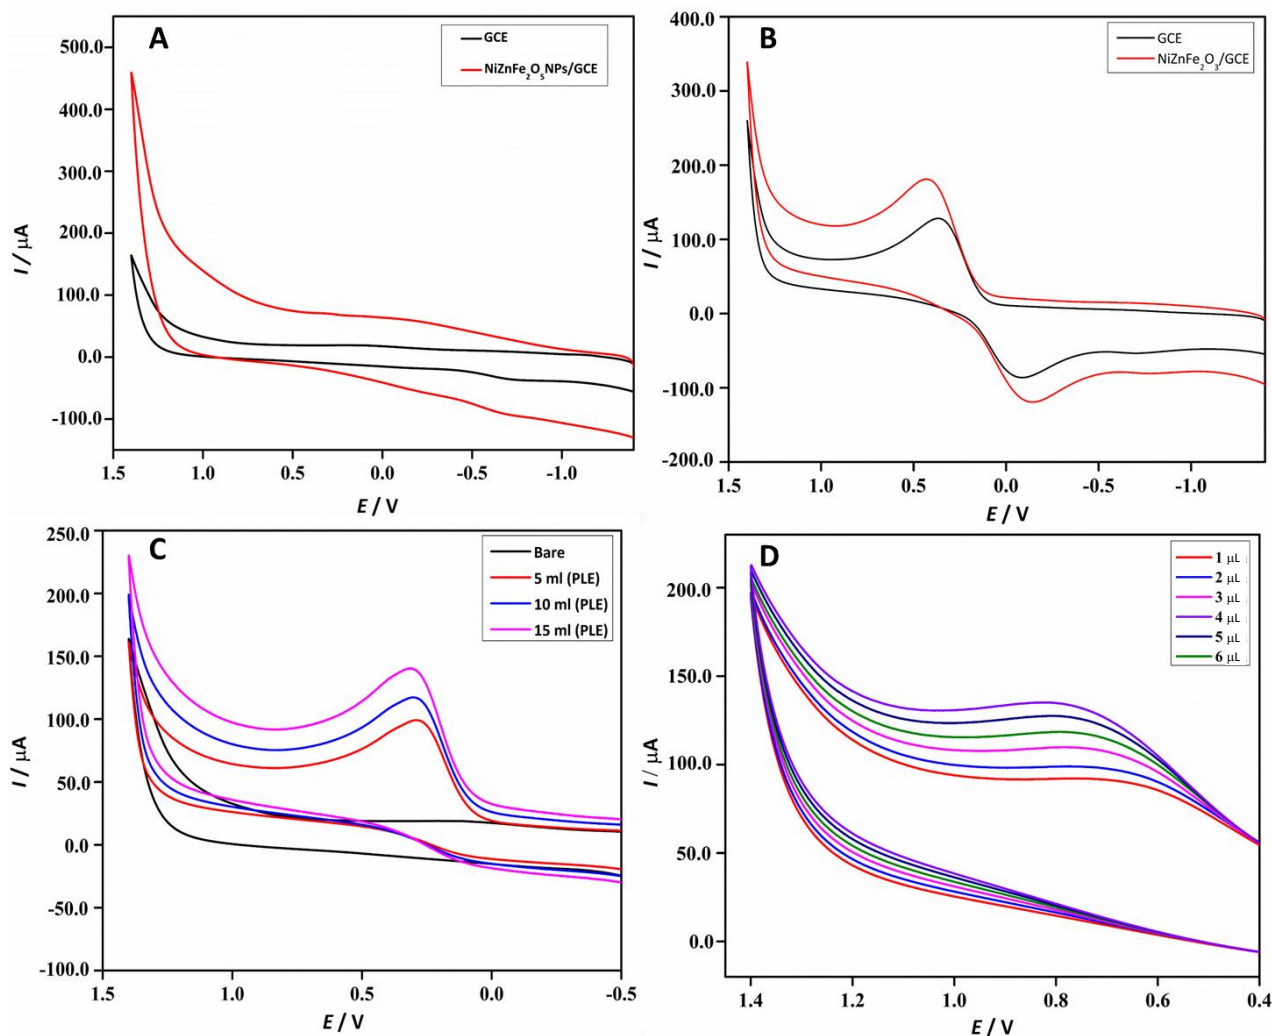 A
GCE
NiZnFe₂O₅NPs/GCE
500.0
400.0
300.0
200.0
100.0
0.0
-100.0
I / µA
1.5 1.0 0.5 0.0 -0.5 -1.0
E / V
B
GCE
NiZnFe₂O₃/GCE
400.0
300.0
200.0
100.0
0.0
-100.0
-200.0
I / µA
1.5 1.0 0.5 0.0 -0.5 -1.0
E / V
C
Bare
5 ml (PLE)
10 ml (PLE)
15 ml (PLE)
250.0
200.0
150.0
100.0
50.0
0.0
-50.0
-100.0
I / µA
1.5 1.0 0.5 0.0 -0.5
E / V
D
1 µL
2 µL
3 µL
4 µL
5 µL
6 µL
200.0
150.0
100.0
50.0
0.0
I / µA
1.4 1.2 1.0 0.8 0.6 0.4
E / V